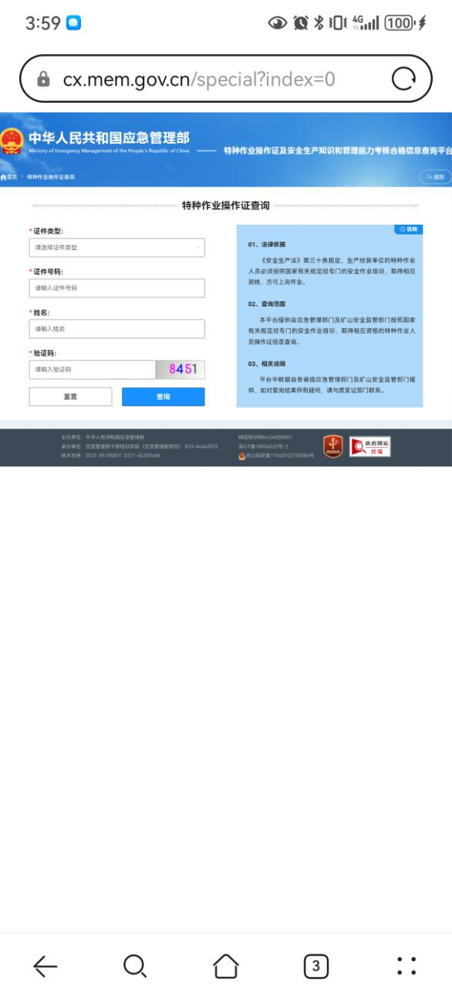 3:59
4G
100
cx.mem.gov.cn/special?index=0
中华人民共和国应急管理部
Ministry of Emergency Management of the People's Republic of China
特种作业操作证及安全生产知识和管理能力考核合格信息查询平台
首页 > 特种作业操作证查询
返回
特种作业操作证查询
*证件类型:
请选择证件类型
*证件号码:
请输入证件号码
*姓名:
请输入姓名
*验证码:
请输入验证码
8451
重置
查询
说明
01、法律依据
《安全生产法》第三十条规定，生产经营单位的特种作业
人员必须按照国家有关规定经专门的安全作业培训，取得相应
资格，方可上岗作业。
02、查询范围
本平台提供由应急管理部门及矿山安全监管部门按照国家
有关规定经专门的安全作业培训，取得相应资格的特种作业人
员操作证信息查询。
03、相关说明
平台中数据由各省级应急管理部门及矿山安全监管部门提
供，如对查询结果存有疑问，请与原发证部门联系。
主办单位：中华人民共和国应急管理部
承办单位：应急管理部干部培训学院（应急管理部党校） 010-64462070
技术支持：0531-85105831 0371-65359460
网站标识码bm34000001
京ICP备18056520号-2
京公网安备11040102700086号
党政机关
政府网站
找错
3